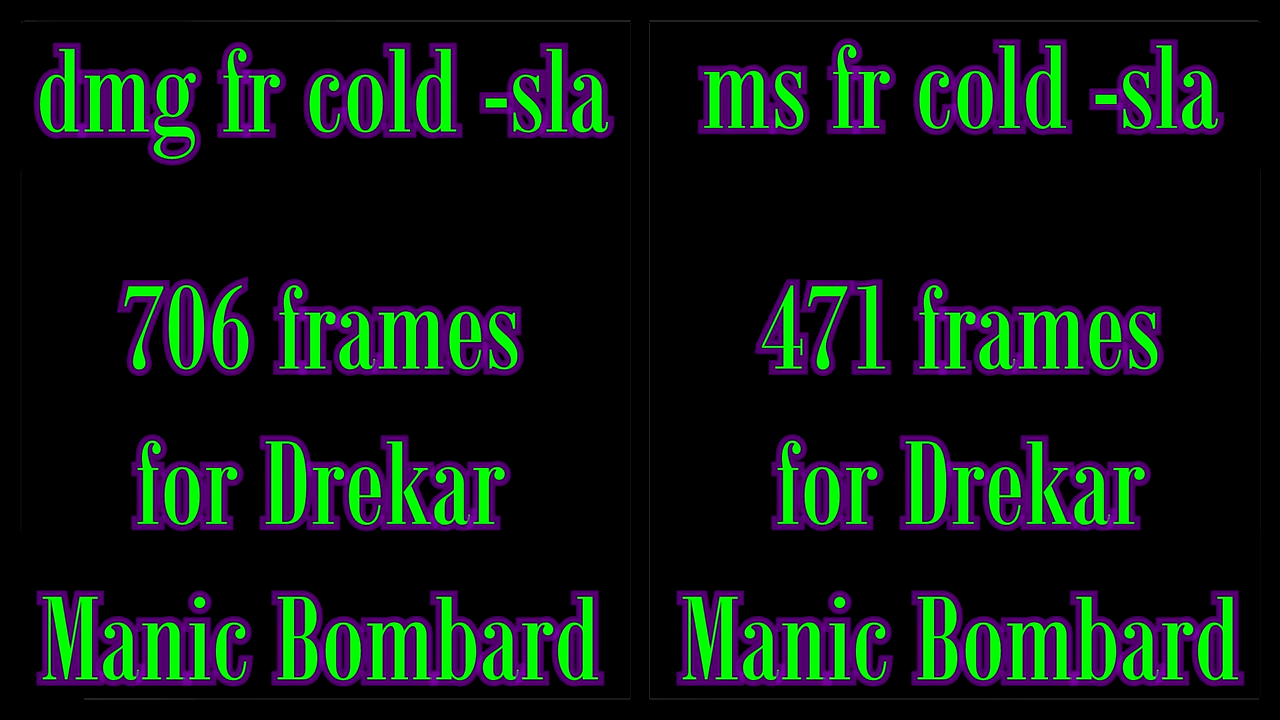 dmg fr cold -sla
706 frames
for Drekar
Manic Bombard
ms fr cold -sla
471 frames
for Drekar
Manic Bombard